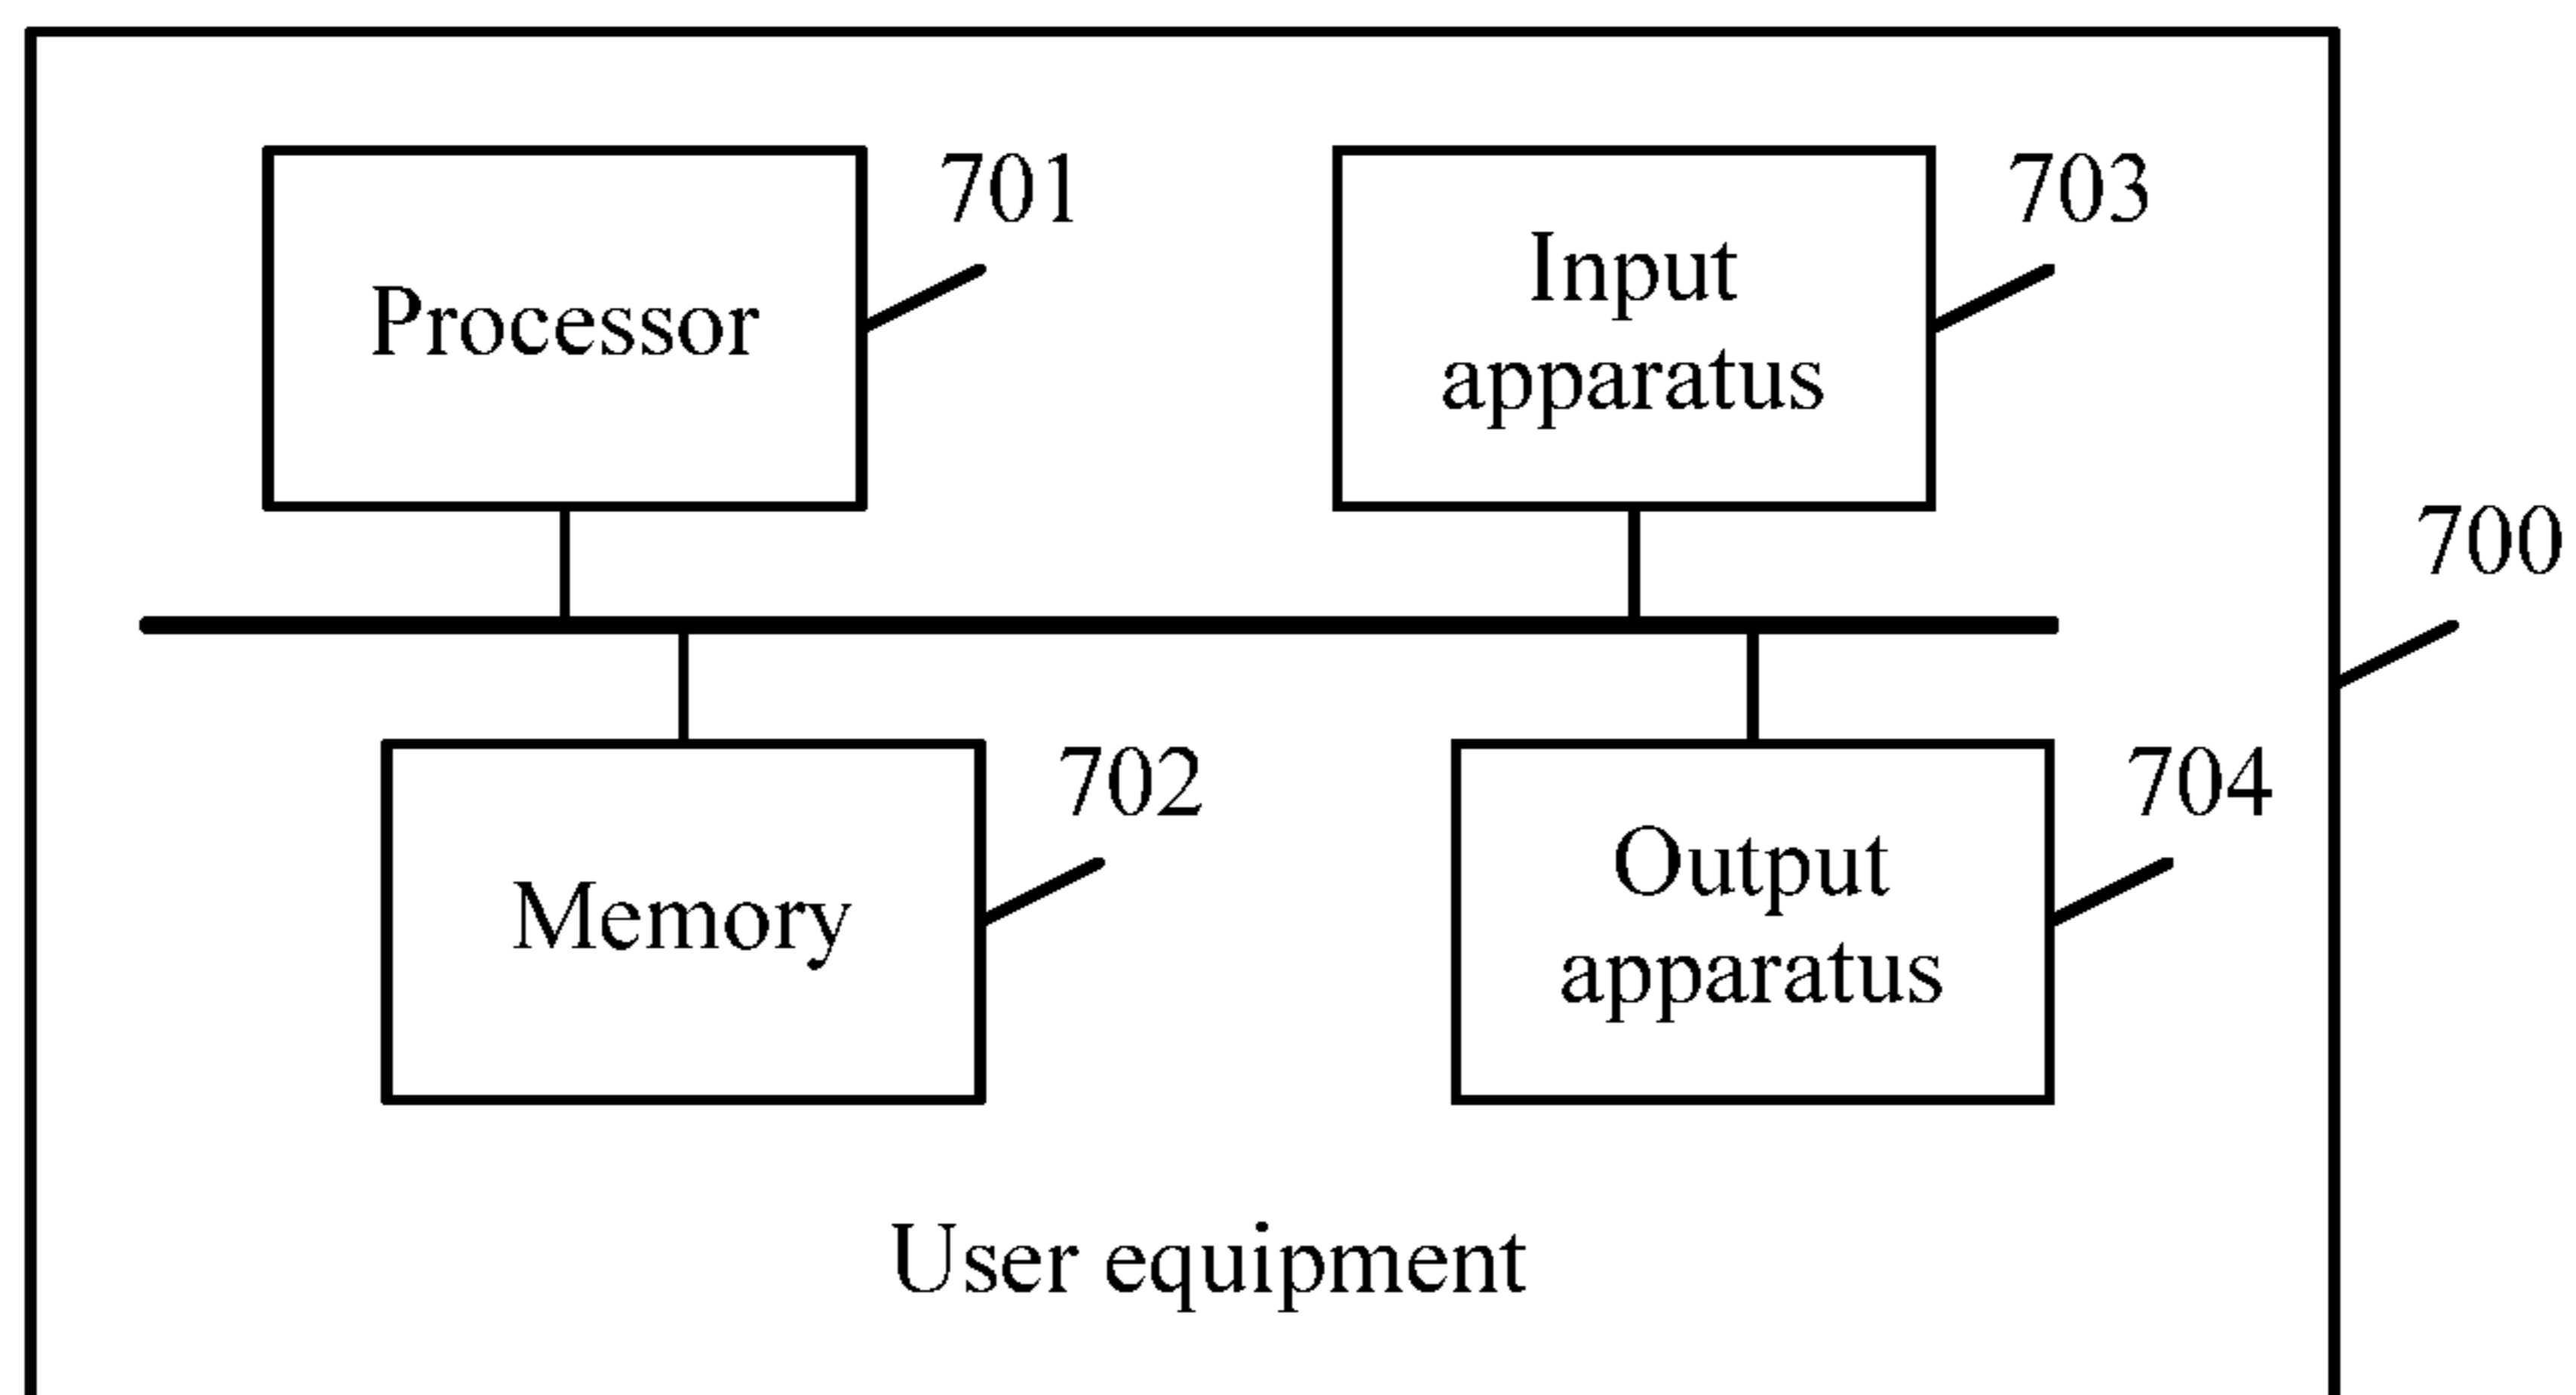 701
Processor
703
Input
apparatus
700
702
Memory
704
Output
apparatus
User equipment